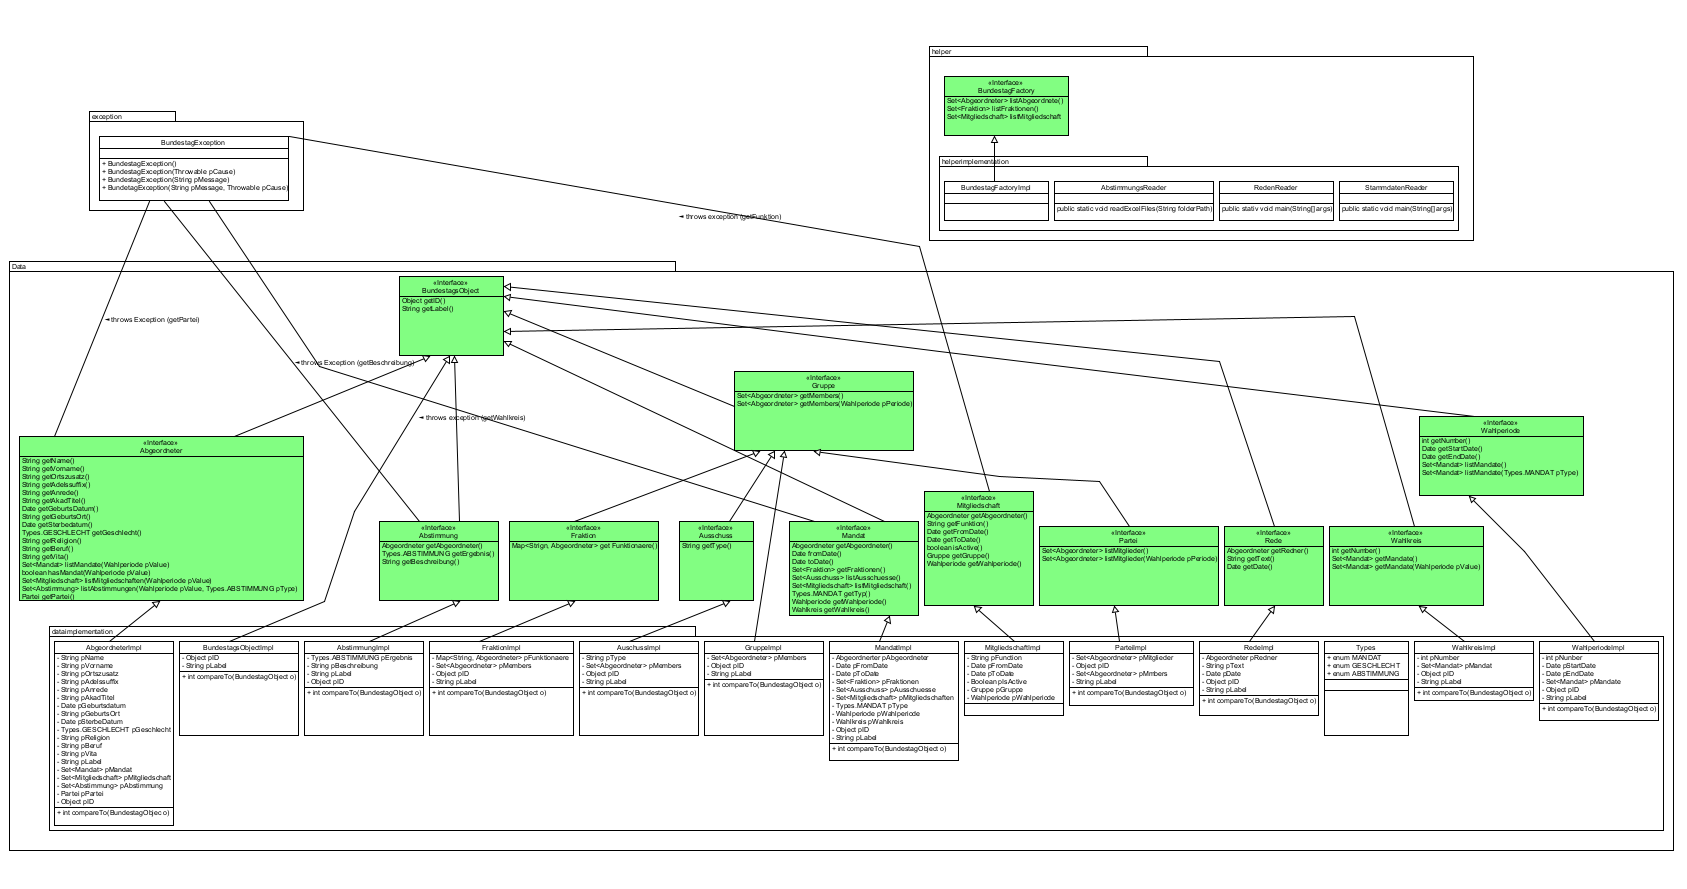 helper
«Interface»
BundestagFactory
Set<Abgeordneter> listAbgeordnete()
Set<Fraktion> listFraktionen()
Set<Mitgliedschaft> listMitgliedschaft
helperimplementation
BundestagFactoryImpl
AbstimmungsReader
public static void readExcelFiles(String folderPath)
RedenReader
public stativ void main(String[]args)
StammdatenReader
public static void main(String[]args)
exception
BundestagException
+ BundestagException()
+ BundestagException(Throwable pCause)
+ BundestagException(String pMessage)
+ BundetagException(String pMessage, Throwable pCause)
throws exception (getFunktion)
throws Exception (getPartei)
throws Exception (getBeschreibung)
throws exception (getWahlkreis)
Data
«Interface»
BundestagsObject
Object getID()
String getLabel()
«Interface»
Gruppe
Set<Abgeordneter> getMembers()
Set<Abgeordneter> getMembers(Wahlperiode pPeriode)
«Interface»
Wahlperiode
int getNumber()
Date getStartDate()
Date getEndDate()
Set<Mandat> listMandate()
Set<Mandat> listMandate(Types.MANDAT pType)
«Interface»
Abgeordneter
String getName()
String getVorname()
String getOrtszusatz()
String getAdelssuffix()
String getAnrede()
String getAkadTitel()
Date getGeburtsDatum()
String getGeburtsOrt()
Date getSterbedatum()
Types.GESCHLECHT getGeschlecht()
String getReligion()
String getBeruf()
String getVita()
Set<Mandat> listMandate(Wahlperiode pValue)
boolean hasMandat(Wahlperiode pValue)
Set<Mitgliedschaft> listMitgliedschaften(Wahlperiode pValue)
Set<Abstimmung> listAbstimmungen(Wahlperiode pValue, Types.ABSTIMMUNG pType)
Partei getPartei()
«Interface»
Abstimmung
Abgeordneter getAbgeordneter()
Types.ABSTIMMUNG getErgebnis()
String getBeschreibung()
«Interface»
Fraktion
Map<Strign, Abgeordneter> get Funktionaere()
«Interface»
Ausschuss
String getType()
«Interface»
Mandat
Abgeordneter getAbgeordneter()
Date fromDate()
Date toDate()
Set<Fraktion> getFraktionen()
Set<Ausschuss> listAusschuesse()
Set<Mitgliedschaft> listMitgliedschaft()
Types.MANDAT getTyp()
Wahlperiode getWahlperiode()
Wahlkreis getWahlkreis()
«Interface»
Mitgliedschaft
Abgeordneter getAbgeordneter()
String getFunktion()
Date getFromDate()
Date getToDate()
boolean isActive()
Gruppe getGruppe()
Wahlperiode getWahlperiode()
«Interface»
Partei
Set<Abgeordneter> listMitglieder()
Set<Abgeordneter> listMitglieder(Wahlperiode pPeriode)
«Interface»
Rede
Abgeordneter getRedner()
String getText()
Date getDate()
«Interface»
Wahlkreis
int getNumber()
Set<Mandat> getMandate()
Set<Mandat> getMandate(Wahlperiode pValue)
dataimplementation
AbgeordneterImpl
- String pName
- String pVorname
- String pOrtszusatz
- String pAdelssuffix
- String pAnrede
- String pAkadTitel
- Date pGeburtsdatum
- String pGeburtsOrt
- Date pSterbeDatum
- Types.GESCHLECHT pGeschlecht
- String pReligion
- String pBeruf
- String pVita
- String pLabel
- Set<Mandat> pMandat
- Set<Mitgliedschaft> pMitgliedschaft
- Set<Abstimmung> pAbstimmung
- Partei pPartei
- Object pID
+ int compareTo(BundestagObjec o)
BundestagsObjectImpl
- Object pID
- String pLabel
+ int compareTo(BundestagObject o)
AbstimmungImpl
- Types.ABSTIMMUNG pErgebnis
- String pBeschreibung
- String pLabel
- Object pID
+ int compareTo(BundestagObject o)
FraktionImpl
- Map<String, Abgeordneter> pFunktionaere
- Set<Abgeordneter> pMembers
- Object pID
- String pLabel
+ int compareTo(BundestagObject o)
AuschussImpl
- String pType
- Set<Abgeordneter> pMembers
- Object pID
- String pLabel
+ int compareTo(BundestagObject o)
GruppeImpl
- Set<Abgeordneter> pMembers
- Object pID
- String pLabel
+ int compareTo(BundestagObject o)
MandatImpl
- Abgeordnerter pAbgeordneter
- Date pFromDate
- Date pToDate
- Set<Fraktion> pFraktionen
- Set<Ausschuss> pAusschuesse
- Set<Mitgliedschaft> pMitgliedschaften
- Types.MANDAT pType
- Wahlperiode pWahlperiode
- Wahlkreis pWahlkreis
- Object pID
- String pLabel
+ int compareTo(BundestagObject o)
MitgliedschaftImpl
- String pFunction
- Date pFromDate
- Date pToDate
- Boolean pIsActive
- Gruppe pGruppe
- Wahlperiode pWahlperiode
ParteiImpl
- Set<Abgeordneter> pMitglieder
- Object pID
- Set<Abgeordneter> pMmbers
- String pLabel
+ int compareTo(BundestagObject o)
RedeImpl
- Abgeordneter pRedner
- String pText
- Date pDate
- Object pID
- String pLabel
+ int compareTo(BundestagObject o)
Types
+ enum MANDAT
+ enum GESCHLECHT
+ enum ABSTIMMUNG
WahlkreisImpl
- int pNumber
- Set<Mandat> pMandat
- Object pID
- String pLabel
+ int compareTo(BundestagObject o)
WahlperiodeImpl
- int pNunber
- Date pStartDate
- Date pEndDate
- Set<Mandat> pMandate
- Object pID
- String pLabel
+ int compareTo(BundestagObject o)